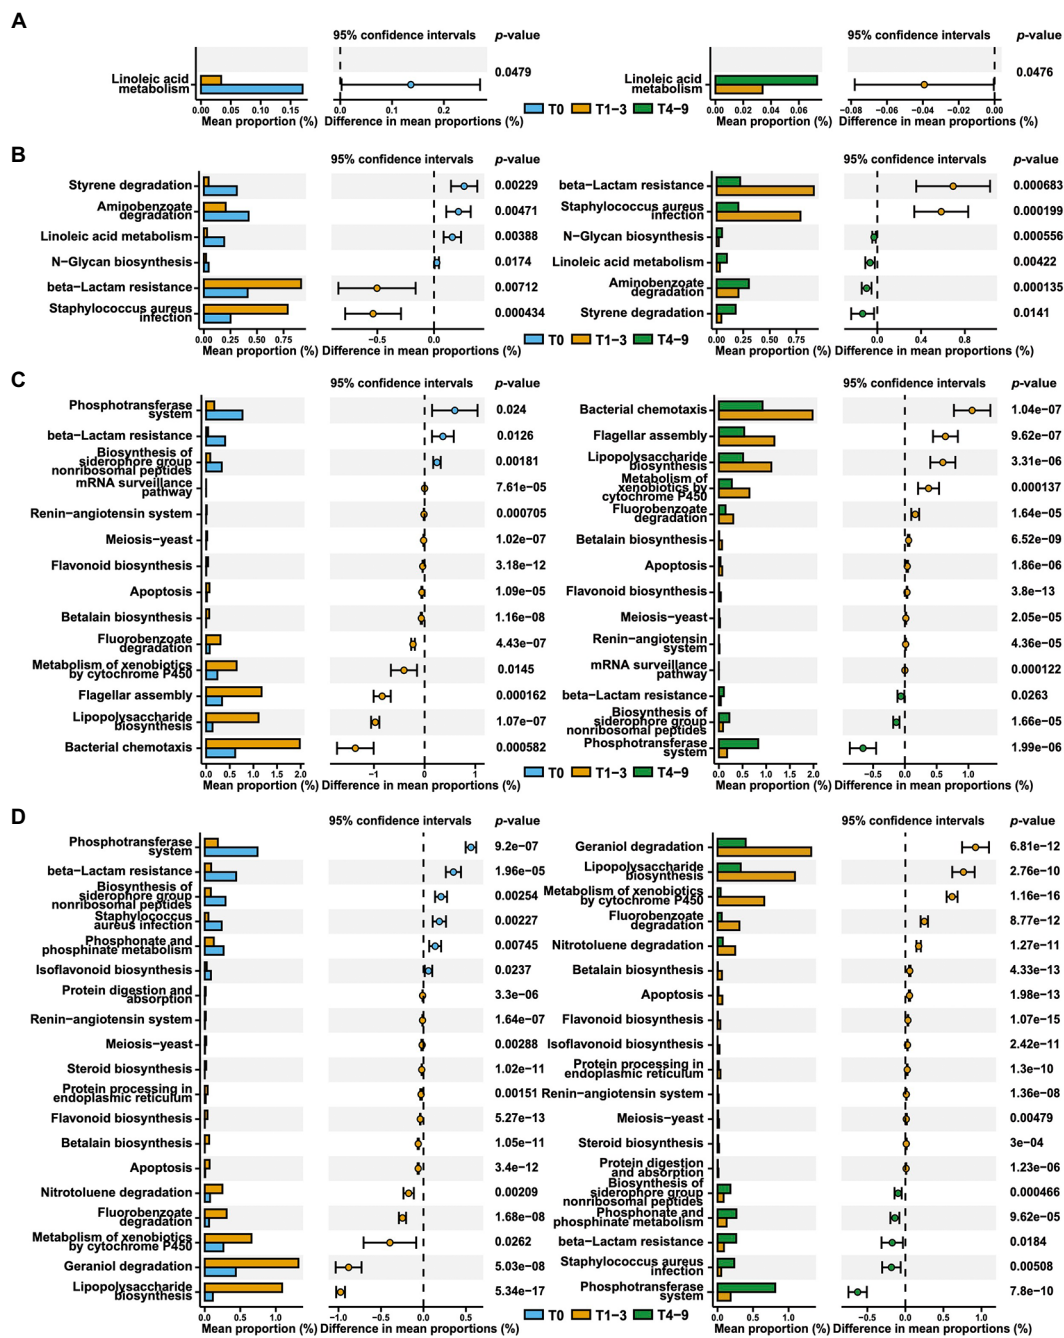 A
95% confidence intervals p-value
Linoleic acid
metabolism
0.0479
0.00 0.05 0.10 0.15
Mean proportion (%)
0.0 0.1 0.2
Difference in mean proportions (%)
95% confidence intervals p-value
Linoleic acid
metabolism
0.0476
0.00 0.02 0.04 0.06
Mean proportion (%)
−0.08 −0.06 −0.04 −0.02 0
Difference in mean proportions (%)
T0 T1−3 T4−9
B
95% confidence intervals p-value
Styrene degradation 0.00229
Aminobenzoate
degradation 0.00471
Linoleic acid metabolism 0.00388
N−Glycan biosynthesis 0.0174
beta−Lactam resistance 0.00712
Staphylococcus aureus
infection 0.000434
0.00 0.25 0.50 0.75
Mean proportion (%)
−0.5 0.0
Difference in mean proportions (%)
95% confidence intervals p-value
beta−Lactam resistance 0.000683
Staphylococcus aureus
infection 0.000199
N−Glycan biosynthesis 0.000556
Linoleic acid metabolism 0.00422
Aminobenzoate
degradation 0.000135
Styrene degradation 0.0141
0.00 0.25 0.50 0.75
Mean proportion (%)
0.0 0.4 0.8
Difference in mean proportions (%)
T0 T1−3 T4−9
C
95% confidence intervals p-value
Phosphotransferase
system 0.024
beta−Lactam resistance 0.0126
Biosynthesis of
siderophore group
nonribosomal peptides 0.00181
mRNA surveillance
pathway 7.61e−05
Renin−angiotensin system 0.000705
Meiosis−yeast 1.02e−07
Flavonoid biosynthesis 3.18e−12
Apoptosis 1.09e−05
Betalain biosynthesis 1.16e−08
Fluorobenzoate
degradation 4.43e−07
Metabolism of xenobiotics
by cytochrome P450 0.0145
Flagellar assembly 0.000162
Lipopolysaccharide
biosynthesis 1.07e−07
Bacterial chemotaxis 0.000582
0.0 0.5 1.0 1.5 2.0
Mean proportion (%)
−1 0 1
Difference in mean proportions (%)
95% confidence intervals p-value
Bacterial chemotaxis 1.04e−07
Flagellar assembly 9.62e−07
Lipopolysaccharide
biosynthesis 3.31e−06
Metabolism of
xenobiotics by
cytochrome P450 0.000137
Fluorobenzoate
degradation 1.64e−05
Betalain biosynthesis 6.52e−09
Apoptosis 1.86e−06
Flavonoid biosynthesis 3.8e−13
Meiosis−yeast 2.05e−05
Renin−angiotensin
system 4.36e−05
mRNA surveillance
pathway 0.000122
beta−Lactam resistance 0.0263
Biosynthesis of
siderophore group
nonribosomal peptides 1.66e−05
Phosphotransferase
system 1.99e−06
0.0 0.5 1.0 1.5 2.0
Mean proportion (%)
−0.5 0.0 0.5 1.0
Difference in mean proportions (%)
T0 T1−3 T4−9
D
95% confidence intervals p-value
Phosphotransferase
system 9.2e−07
beta−Lactam resistance 1.96e−05
Biosynthesis of
siderophore group
nonribosomal peptides 0.00254
Staphylococcus
aureus infection 0.00227
Phosphonate and
phosphinate metabolism 0.00745
Isoflavonoid biosynthesis 0.0237
Protein digestion and
absorption 3.3e−06
Renin−angiotensin system 1.64e−07
Meiosis−yeast 0.00288
Steroid biosynthesis 1.02e−11
Protein processing in
endoplasmic reticulum 0.00151
Flavonoid biosynthesis 5.27e−13
Betalain biosynthesis 1.05e−11
Apoptosis 3.4e−12
Nitrotoluene degradation 0.00209
Fluorobenzoate
degradation 1.68e−08
Metabolism of xenobiotics
by cytochrome P450 0.0262
Geraniol degradation 5.03e−08
Lipopolysaccharide
biosynthesis 5.34e−17
0.0 0.5 1.0
Mean proportion (%)
−1.0 −0.5 0.0 0.5
Difference in mean proportions (%)
95% confidence intervals p-value
Geraniol degradation 6.81e−12
Lipopolysaccharide
biosynthesis 2.76e−10
Metabolism of xenobiotics
by cytochrome P450 1.16e−16
Fluorobenzoate
degradation 8.77e−12
Nitrotoluene degradation 1.27e−11
Betalain biosynthesis 4.33e−13
Apoptosis 1.98e−13
Flavonoid biosynthesis 1.07e−15
Isoflavonoid biosynthesis 2.42e−11
Protein processing in
endoplasmic reticulum 1.3e−10
Renin−angiotensin system 1.36e−08
Meiosis−yeast 0.00479
Steroid biosynthesis 3e−04
Protein digestion
and absorption 1.23e−06
Biosynthesis of
siderophore group
nonribosomal peptides 0.000466
Phosphonate and
phosphinate metabolism 9.62e−05
beta−Lactam resistance 0.0184
Staphylococcus aureus
infection 0.00508
Phosphotransferase
system 7.8e−10
0.0 0.5 1.0
Mean proportion (%)
−0.5 0.0 0.5 1.0
Difference in mean proportions (%)
T0 T1−3 T4−9